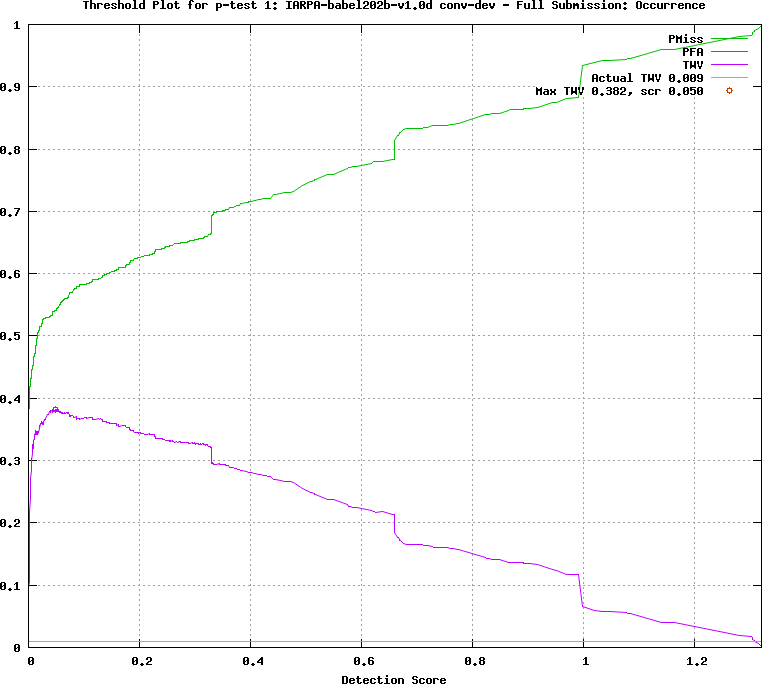 Threshold Plot for p-test 1: IARPA-babel202b-v1.0d conv-dev - Full Submission: Occurrence
PMiss
PFA
TWV
Actual TWV 0.009
Max TWV 0.382, scr 0.050
1
0.9
0.8
0.7
0.6
0.5
0.4
0.3
0.2
0.1
0
0 0.2 0.4 0.6 0.8 1 1.2
Detection Score